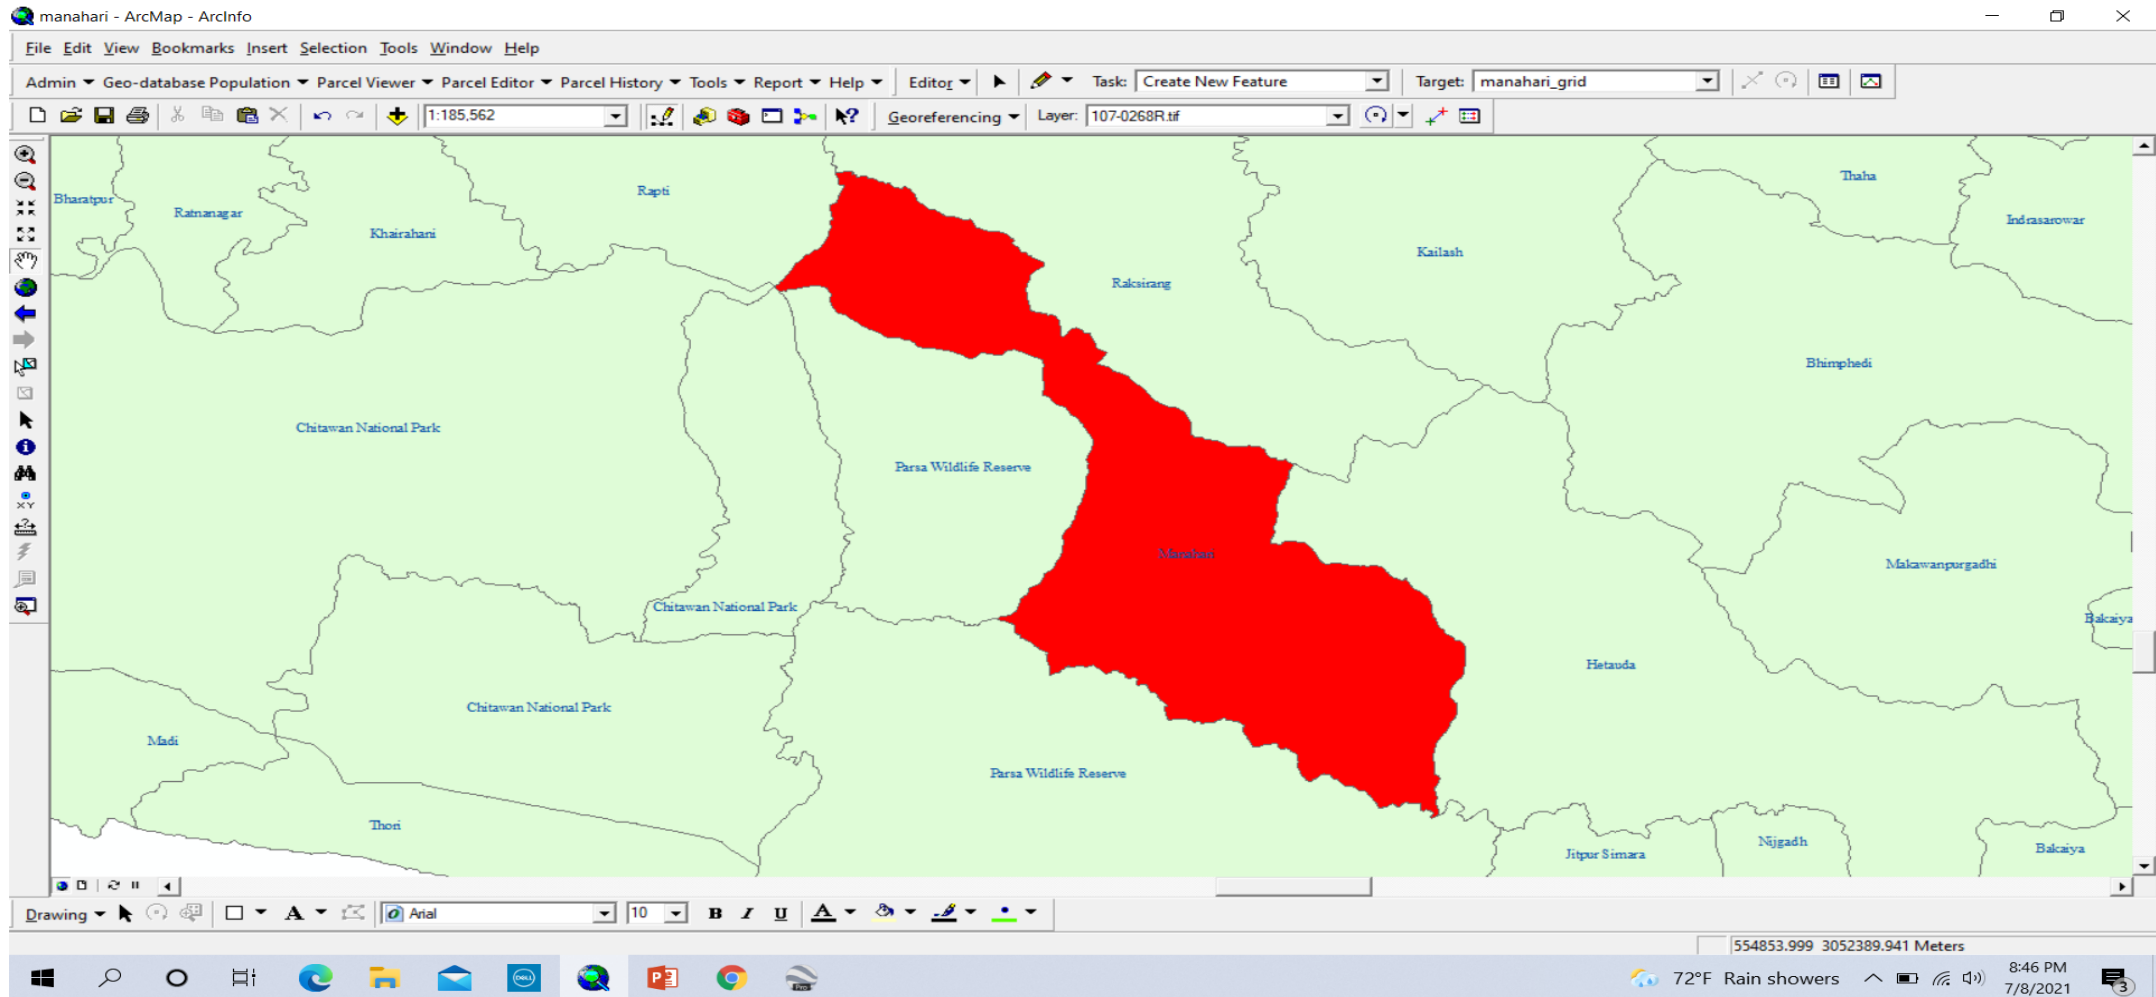 manahari - ArcMap - ArcInfo
File Edit View Bookmarks Insert Selection Tools Window Help
Admin Geo-database Population Parcel Viewer Parcel Editor Parcel History Tools Report Help Editor Task: Create New Feature Target: manahari_grid
1:185,562 Georeferencing Layer: 107-0268R.tif
Thaha
Rapti
Bharatpur
Ratnanagar
Indrasarowar
Khairahani
Kailash
Raksirang
Bhimphedi
Chitawan National Park
Parsa Wildlife Reserve
XY
Manahari
Makawanpurgadhi
Chitawan National Park
Bakaiya
Hetauda
Chitawan National Park
Madi
Parsa Wildlife Reserve
Thori
Nijgadh
Bakaiya
Jitpur Simara
Drawing A Arial 10 B I U A
554853.999 3052389.941 Meters
DELL
Pro
72°F Rain showers
8:46 PM
7/8/2021
3